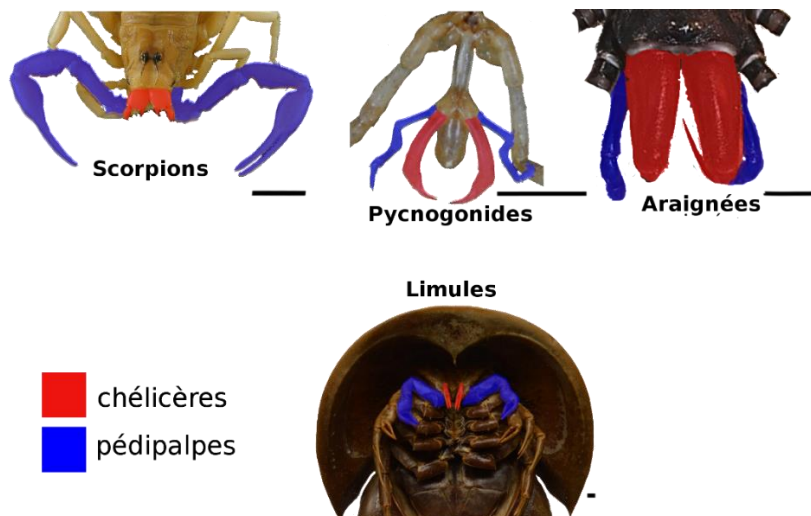 Scorpions
Pycnogonides
Araignées
Limules
chélicères
pédipalpes